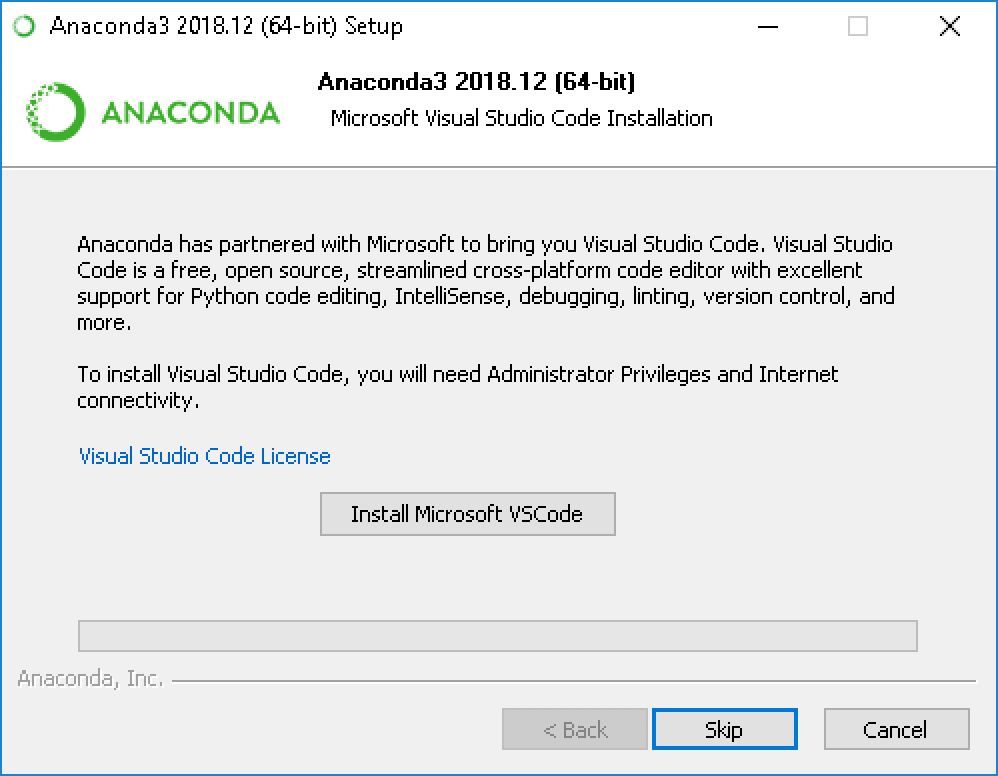 Anaconda3 2018.12 (64-bit) Setup
ANACONDA
Anaconda3 2018.12 (64-bit)
Microsoft Visual Studio Code Installation
Anaconda has partnered with Microsoft to bring you Visual Studio Code. Visual Studio
Code is a free, open source, streamlined cross-platform code editor with excellent
support for Python code editing, IntelliSense, debugging, linting, version control, and
more.
To install Visual Studio Code, you will need Administrator Privileges and Internet
connectivity.
Visual Studio Code License
Install Microsoft VSCode
Anaconda, Inc.
< Back
Skip
Cancel